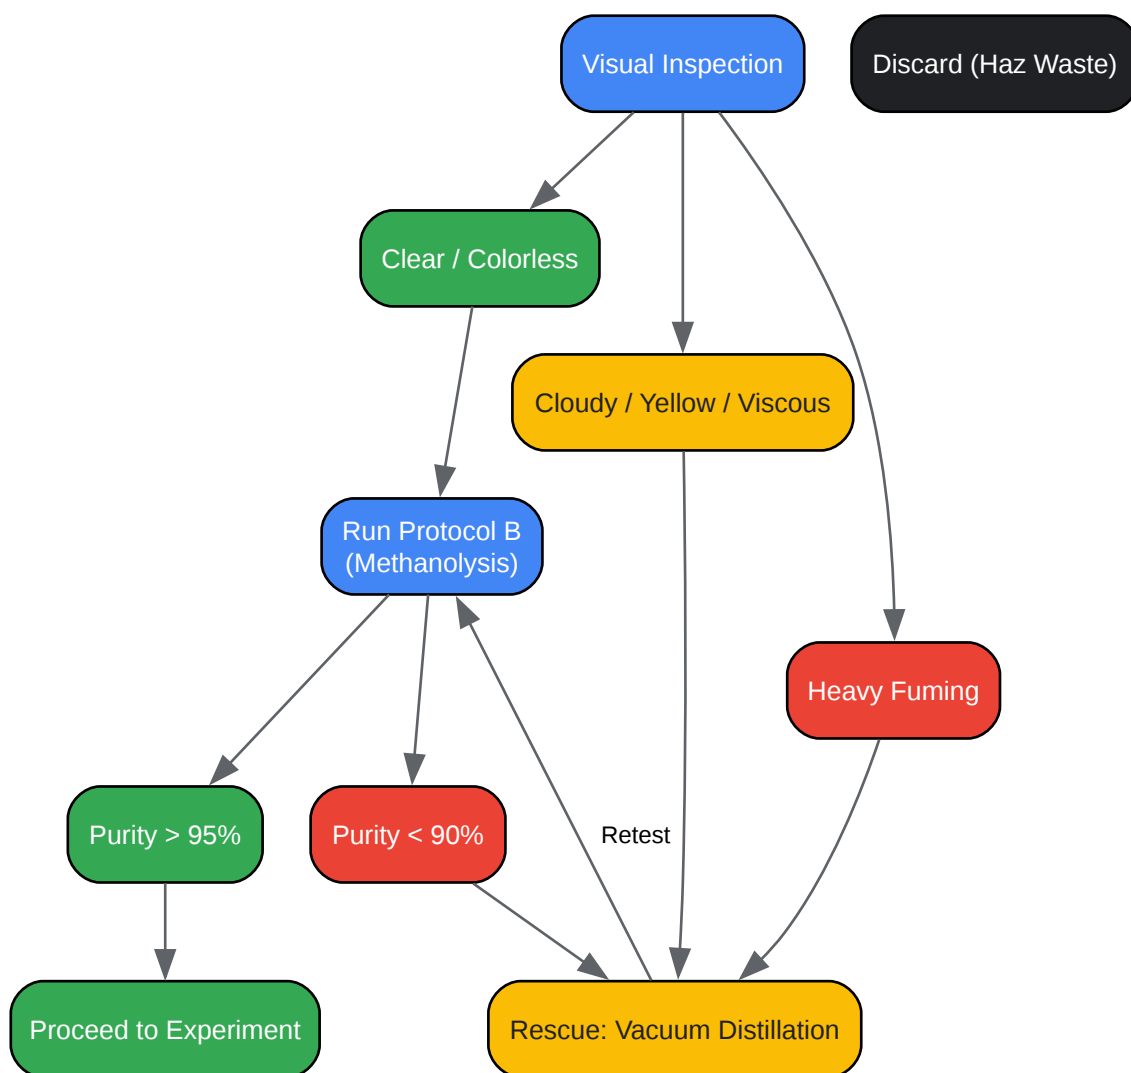 Visual Inspection
Discard (Haz Waste)
Clear / Colorless
Cloudy / Yellow / Viscous
Run Protocol B
(Methanolysis)
Heavy Fuming
Purity > 95%
Purity < 90%
Retest
Proceed to Experiment
Rescue: Vacuum Distillation